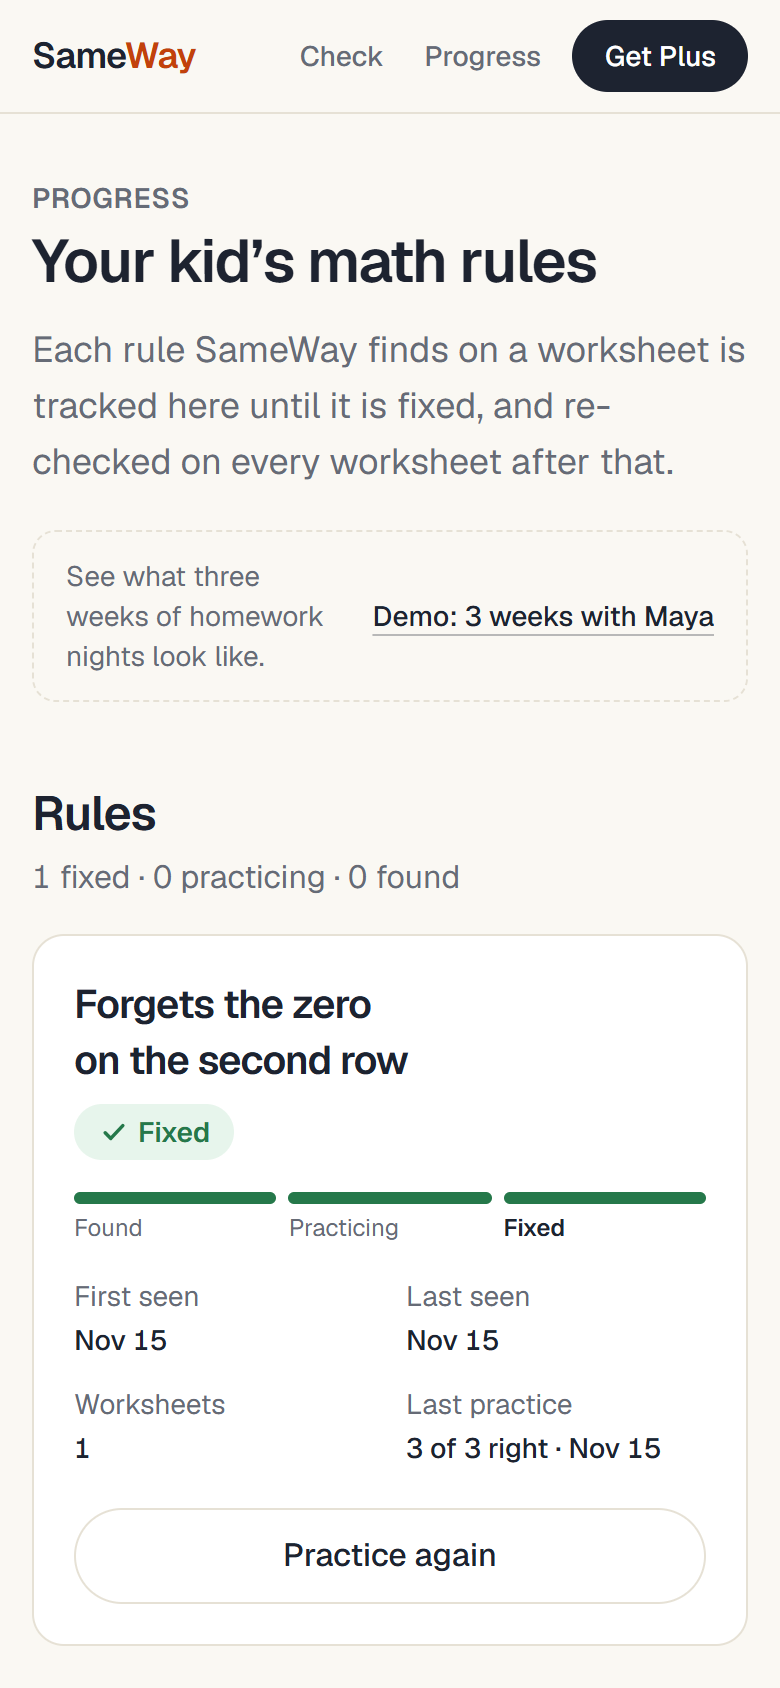 SameWay
Check
Progress
Get Plus
PROGRESS
Your kid’s math rules
Each rule SameWay finds on a worksheet is
tracked here until it is fixed, and re-
checked on every worksheet after that.
See what three
weeks of homework
nights look like.
Demo: 3 weeks with Maya
Rules
1 fixed · 0 practicing · 0 found
Forgets the zero
on the second row
Fixed
Found
Practicing
Fixed
First seen
Nov 15
Last seen
Nov 15
Worksheets
1
Last practice
3 of 3 right · Nov 15
Practice again